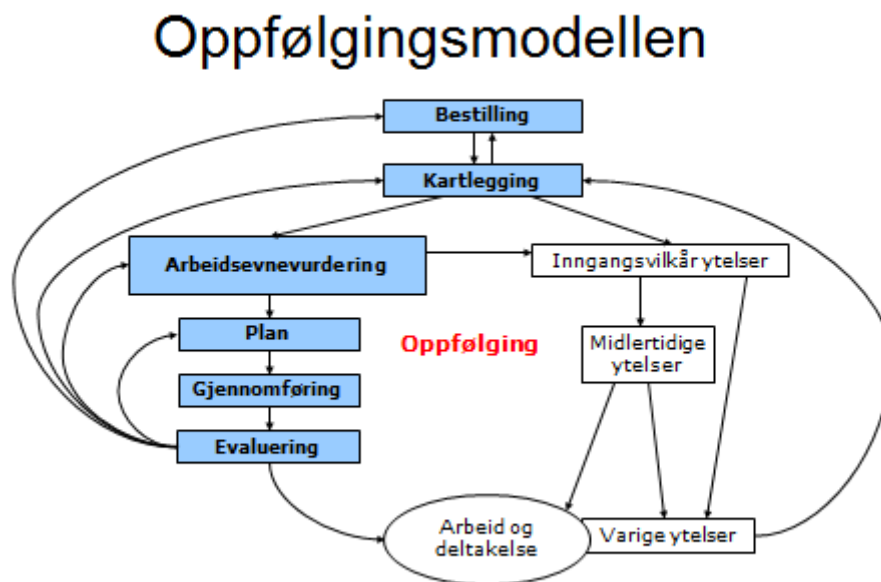 Oppfølgingsmodellen
Bestilling
Kartlegging
Arbeidsevnevurdering
Inngangsvilkår ytelser
Plan
Oppfølging
Midlertidige
ytelser
Gjennomføring
Evaluering
Arbeid og
deltakelse
Varige ytelser